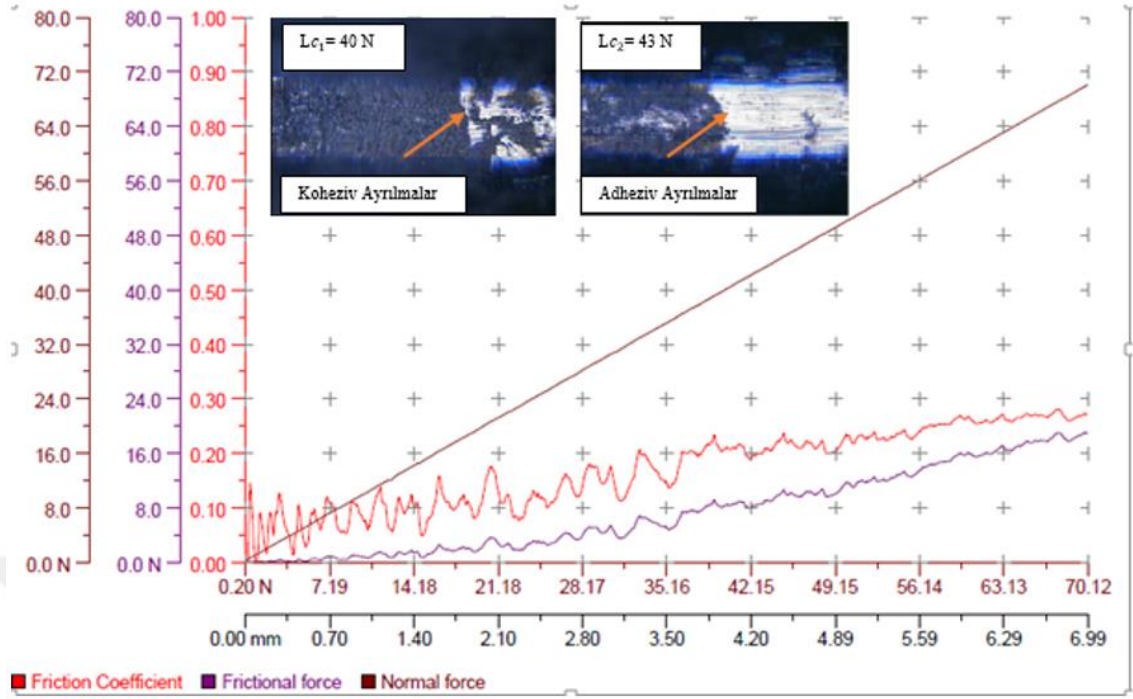 80.0 80.0 1.00
72.0 72.0 0.90
64.0 64.0 0.80
56.0 56.0 0.70
48.0 48.0 0.60
40.0 40.0 0.50
32.0 32.0 0.40
24.0 24.0 0.30
16.0 16.0 0.20
8.0 8.0 0.10
0.0 N 0.0 N 0.00
Lc₁= 40 N
Koheziv Ayrılmalar
Lc₂= 43 N
Adheziv Ayrılmalar
0.20 N 7.19 14.18 21.18 28.17 35.16 42.15 49.15 56.14 63.13 70.12
0.00 mm 0.70 1.40 2.10 2.80 3.50 4.20 4.89 5.59 6.29 6.99
Friction Coefficient Frictional force Normal force